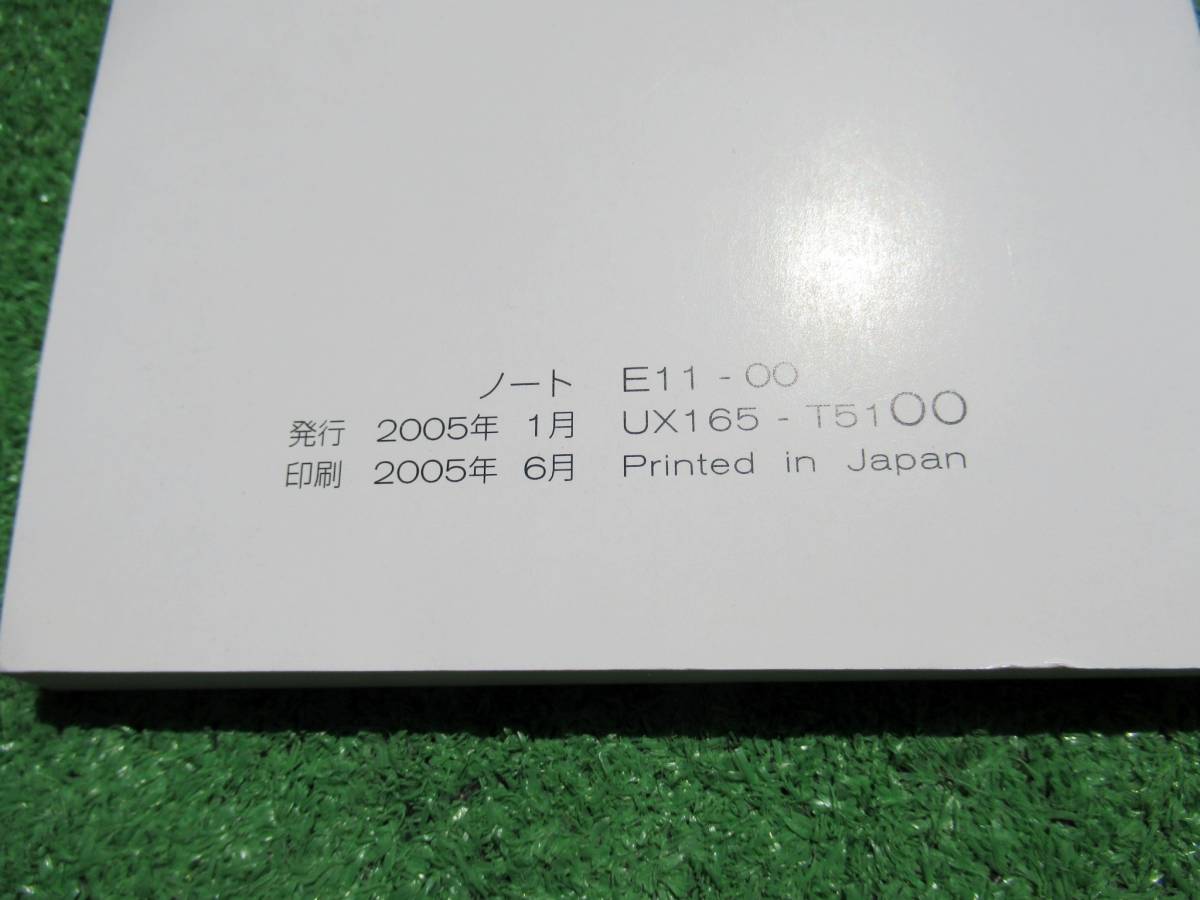 ノート E11-00
発行 2005年 1月 UX165-T5100
印刷 2005年 6月 Printed in Japan